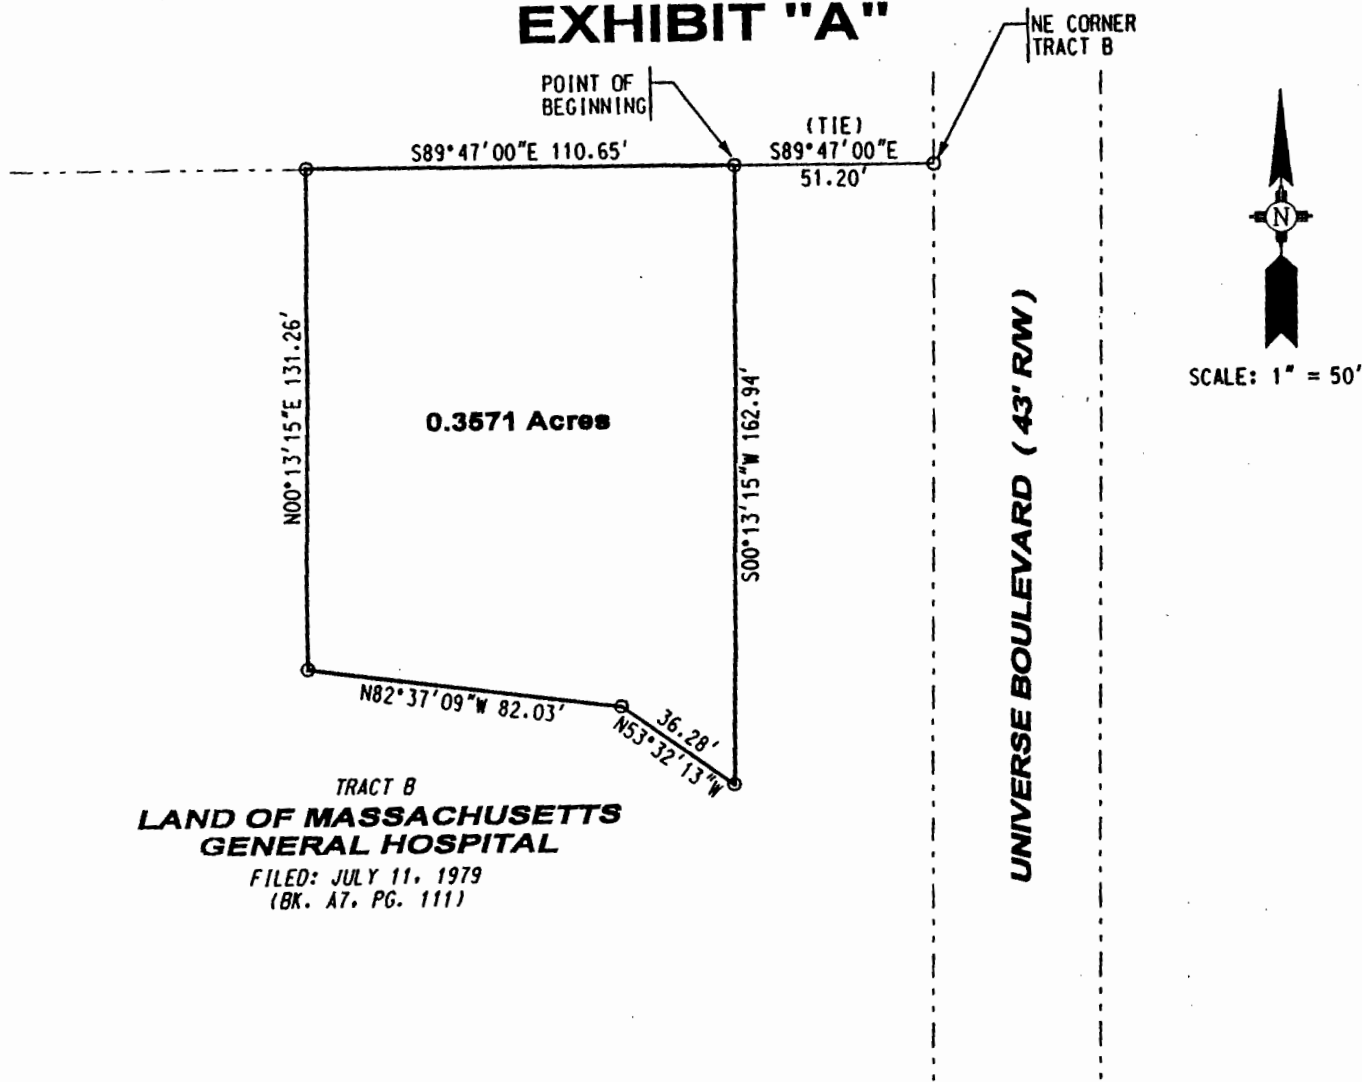 EXHIBIT "A"
NE CORNER
TRACT B
POINT OF
BEGINNING
(TIE)
S89°47'00"E
51.20'
S89°47'00"E 110.65'
N
SCALE: 1" = 50'
N00°13'15"E 131.26'
0.3571 Acres
S00°13'15"W 162.94'
UNIVERSE BOULEVARD (43' R/W)
N82°37'09"W 82.03'
36.28'
N53°32'13"W
TRACT B
LAND OF MASSACHUSETTS
GENERAL HOSPITAL
FILED: JULY 11, 1979
(BK. A7, PG. 111)